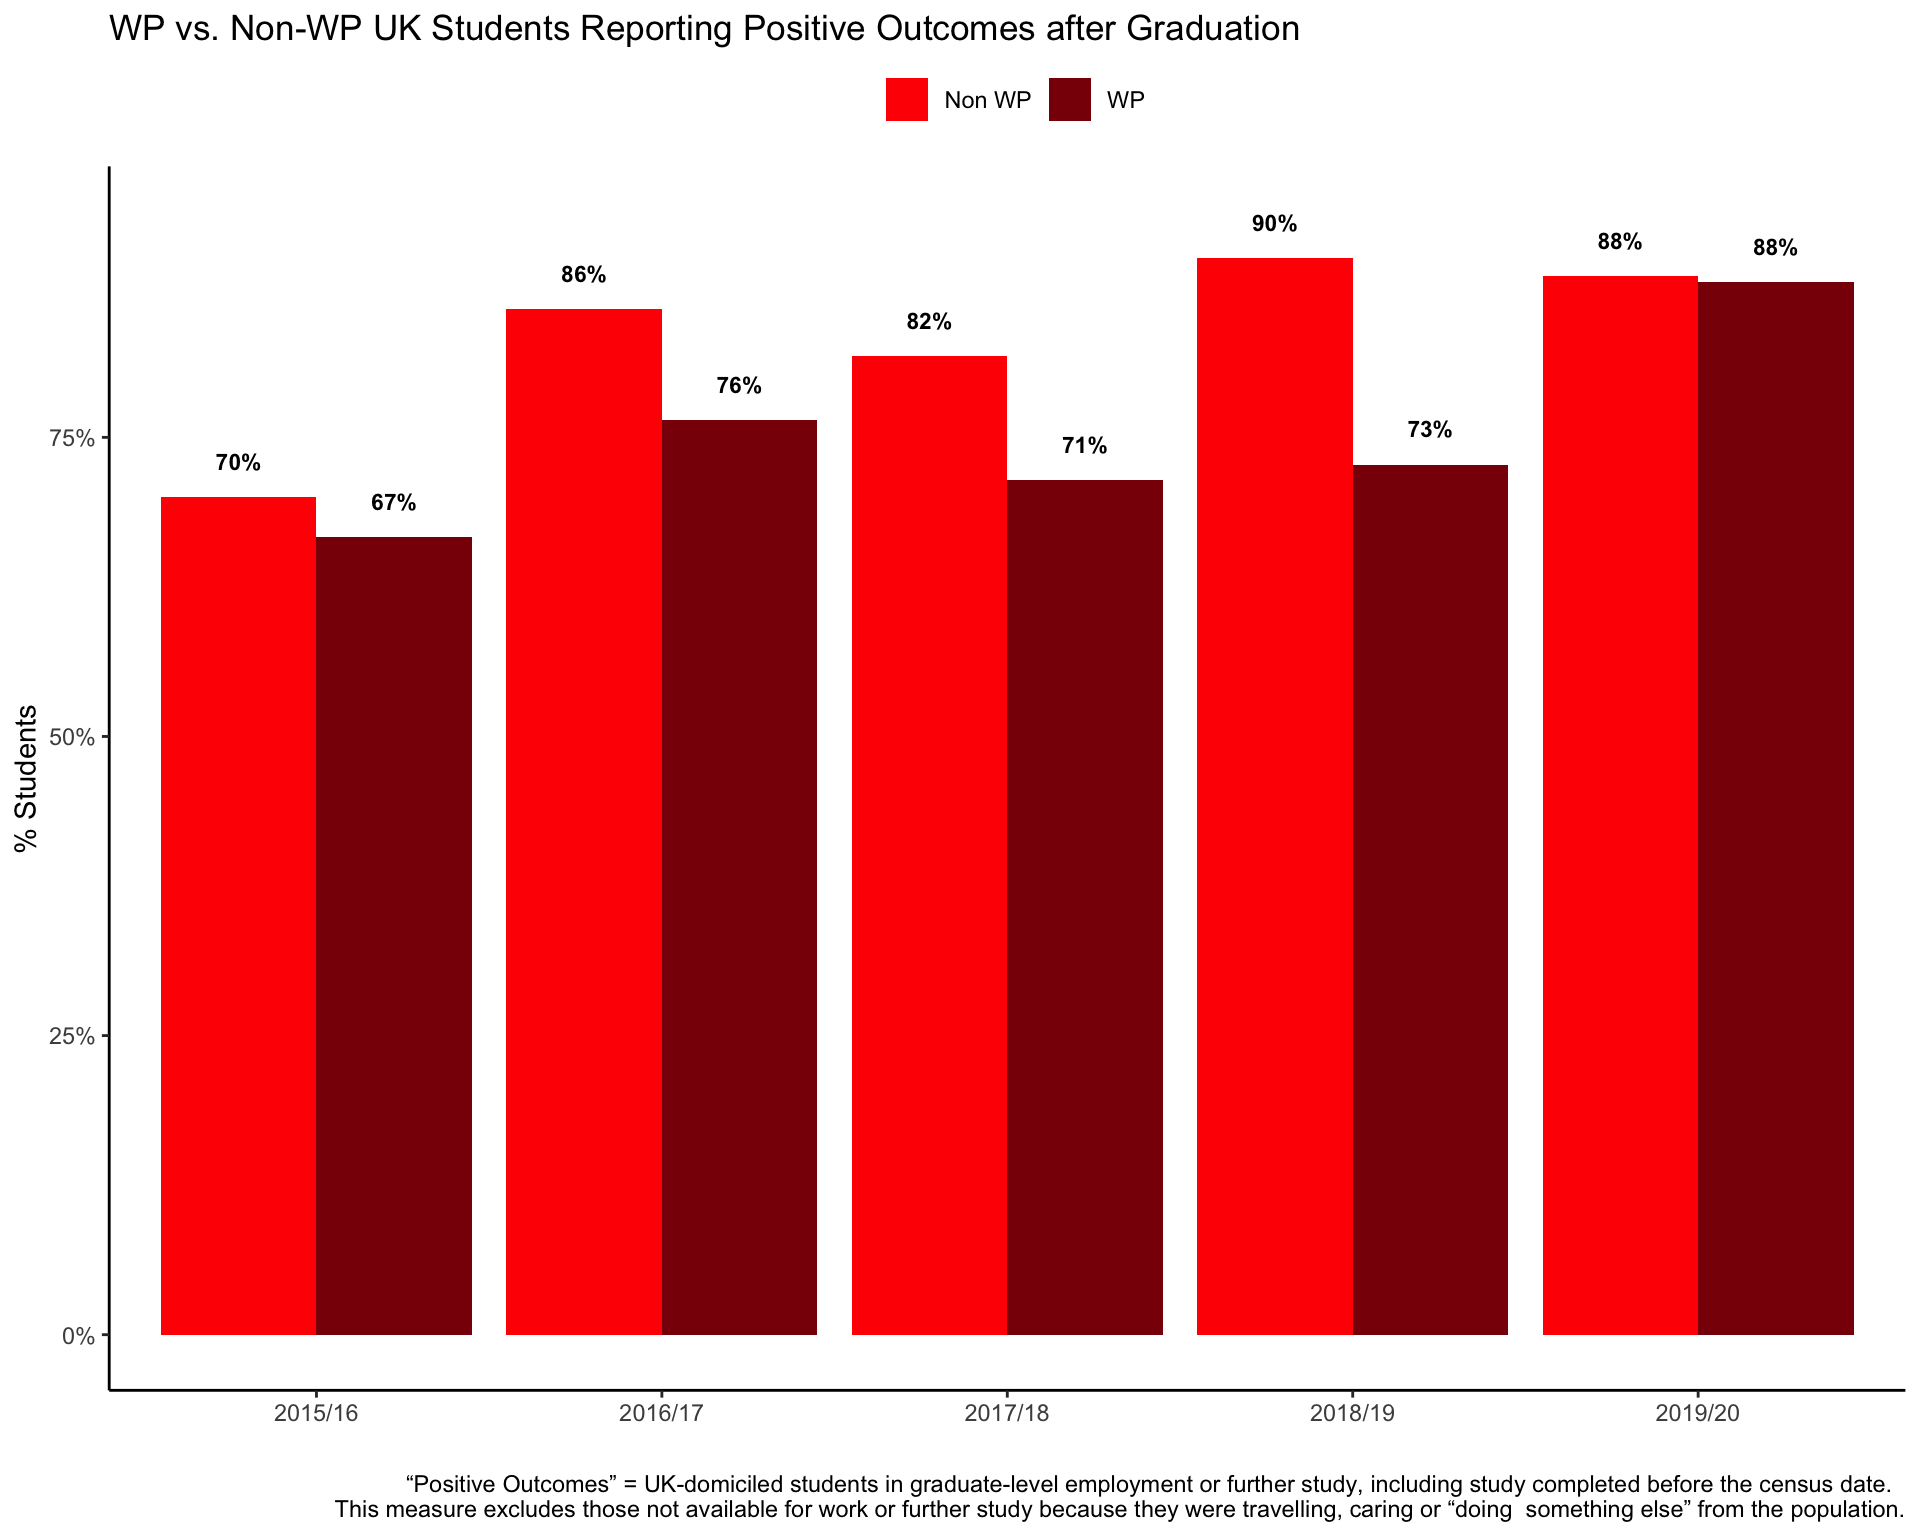 WP vs. Non-WP UK Students Reporting Positive Outcomes after Graduation
Non WP WP
90%
88% 88%
86%
82%
76%
73%
71%
70%
67%
75%
50%
25%
0%
% Students
2015/16 2016/17 2017/18 2018/19 2019/20
“Positive Outcomes” = UK-domiciled students in graduate-level employment or further study, including study completed before the census date.
This measure excludes those not available for work or further study because they were travelling, caring or “doing  something else” from the population.